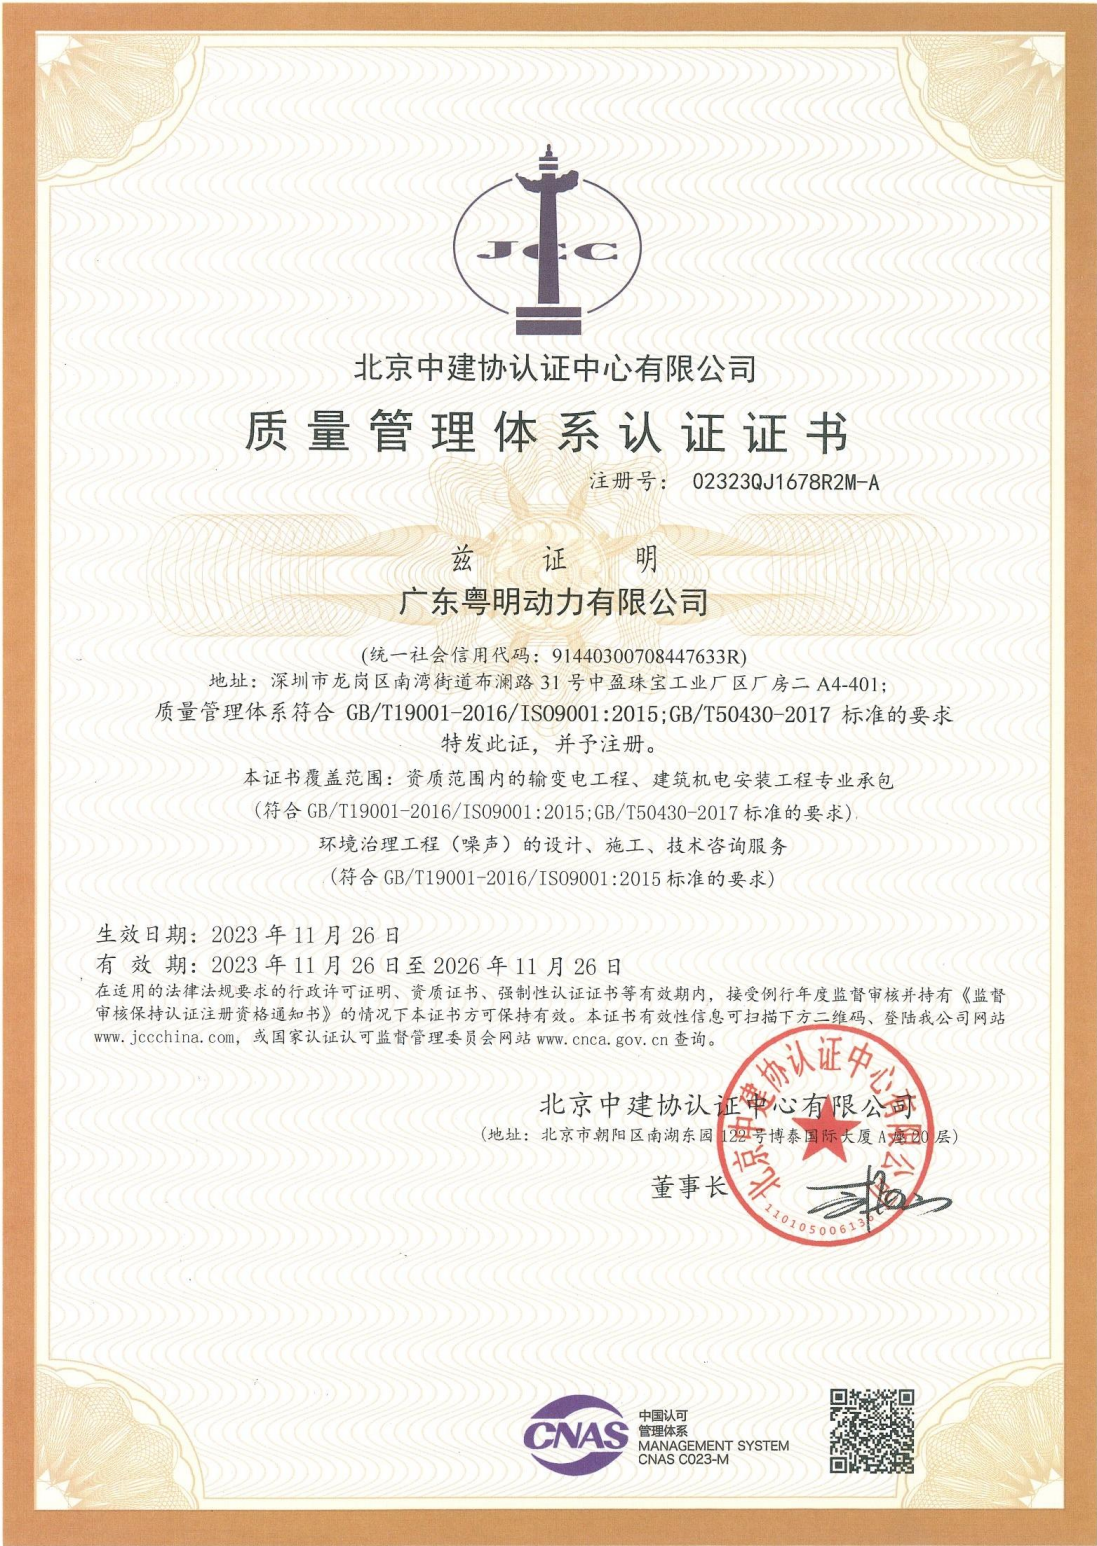 JCC
北京中建协认证中心有限公司
质量管理体系认证证书
注册号： 02323QJ1678R2M-A
兹 证 明
广东粤明动力有限公司
(统一社会信用代码：91440300708447633R)
地址：深圳市龙岗区南湾街道布澜路 31 号中盈珠宝工业厂区厂房二 A4-401;
质量管理体系符合 GB/T19001-2016/ISO9001:2015;GB/T50430-2017 标准的要求
特发此证，并予注册。
本证书覆盖范围：资质范围内的输变电工程、建筑机电安装工程专业承包
(符合 GB/T19001-2016/ISO9001:2015;GB/T50430-2017 标准的要求)
环境治理工程（噪声）的设计、施工、技术咨询服务
(符合 GB/T19001-2016/ISO9001:2015 标准的要求)
生效日期：2023 年 11 月 26 日
有 效 期：2023 年 11 月 26 日至 2026 年 11 月 26 日
在适用的法律法规要求的行政许可证明、资质证书、强制性认证证书等有效期内，接受例行年度监督审核并持有《监督
审核保持认证注册资格通知书》的情况下本证书方可保持有效。本证书有效性信息可扫描下方二维码、登陆我公司网站
www.jccchina.com，或国家认证认可监督管理委员会网站 www.cnca.gov.cn 查询。
北京中建协认证中心有限公司
(地址：北京市朝阳区南湖东园 122 号博泰国际大厦 A 座 20 层)
董事长
北京中建协认证中心有限公司
CNAS
中国认可
管理体系
MANAGEMENT SYSTEM
CNAS C023-M